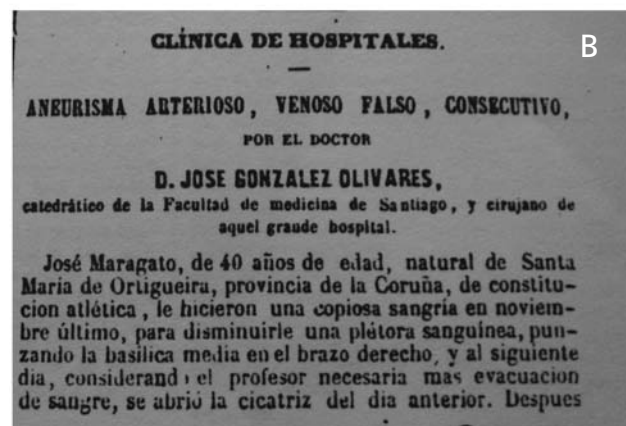 CLÍNICA DE HOSPITALES.
B
ANEURISMA ARTERIOSO, VENOSO FALSO, CONSECUTIVO,
POR EL DOCTOR
D. JOSE GONZALEZ OLIVARES,
catedrático de la Facultad de medicina de Santiago, y cirujano de
aquel grande hospital.
José Maragato, de 40 años de edad, natural de Santa
Maria de Ortigueira, provincia de la Coruña, de constitu-
cion atlética, le hicieron una copiosa sangría en noviem-
bre último, para disminuirle una plétora sanguínea, pun-
zando la basilica media en el brazo derecho, y al siguiente
dia, considerand el profesor necesaria mas evacuacion
de sangre, se abrió la cicatriz del dia anterior. Despues